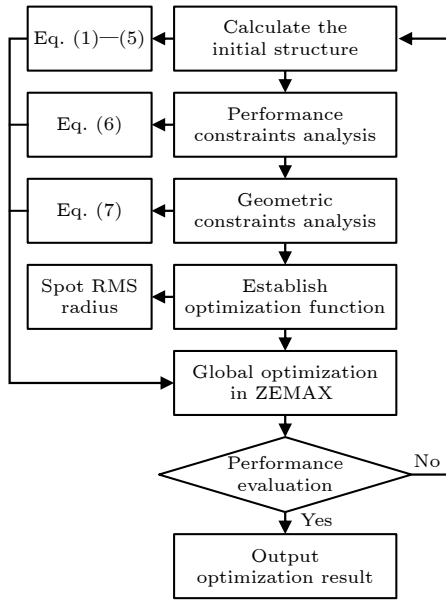 Eq. (1)—(5)
Calculate the
initial structure
Eq. (6)
Performance
constraints analysis
Eq. (7)
Geometric
constraints analysis
Spot RMS
radius
Establish
optimization function
Global optimization
in ZEMAX
Performance
evaluation
No
Yes
Output
optimization result